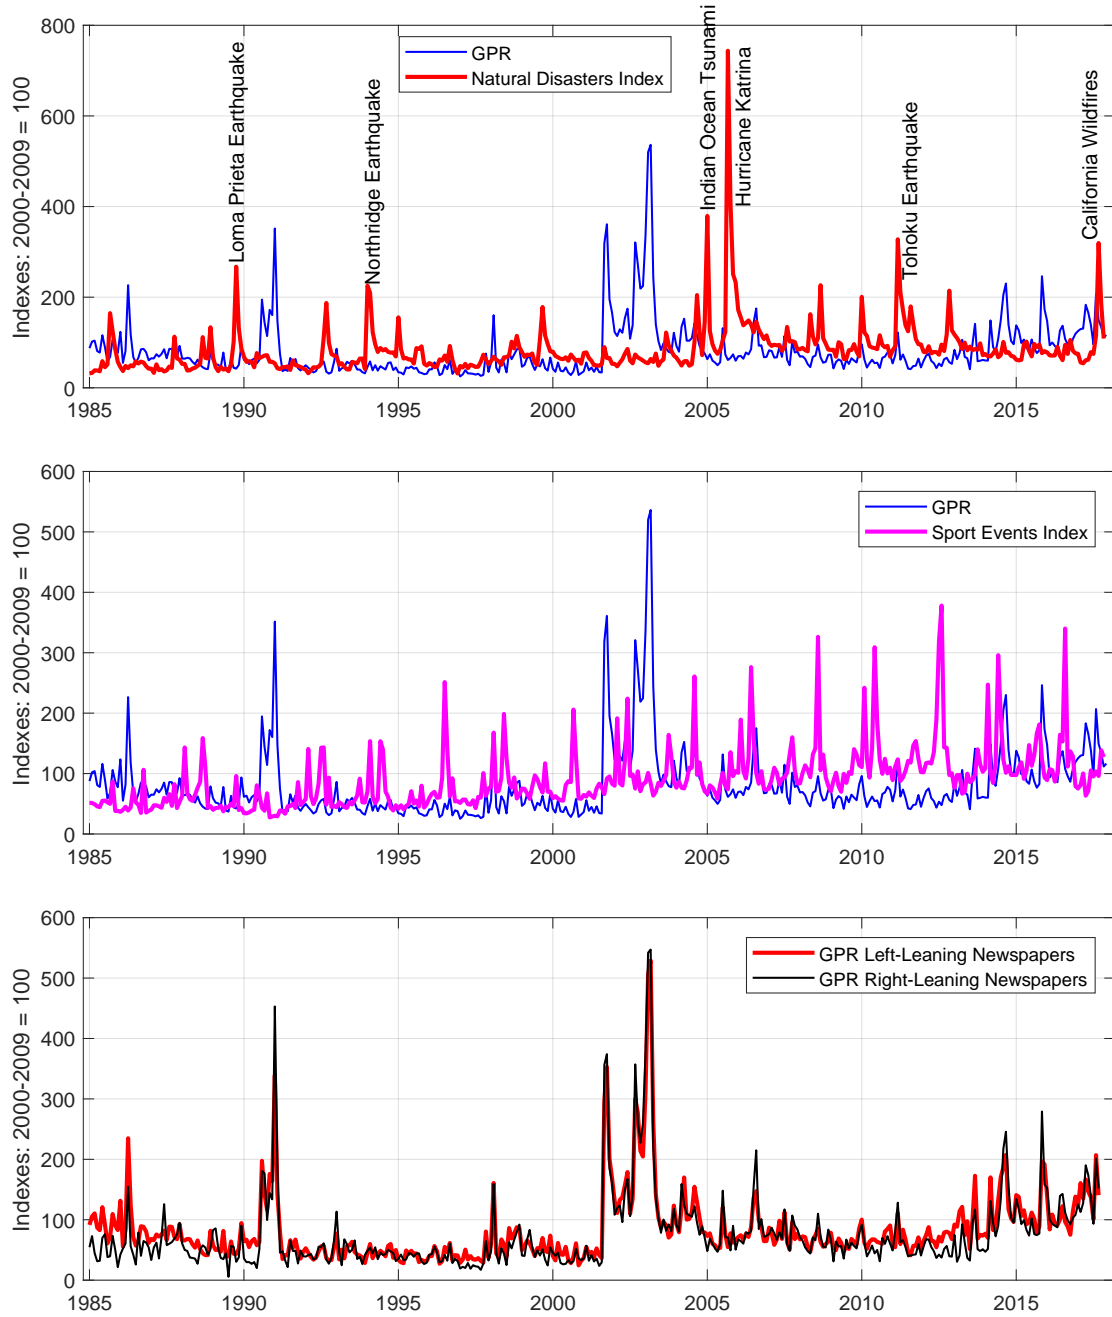 800
600
400
200
0
Indexes: 2000-2009 = 100
GPR
Natural Disasters Index
Loma Prieta Earthquake
Northridge Earthquake
Indian Ocean Tsunami
Hurricane Katrina
Tohoku Earthquake
California Wildfires
1985 1990 1995 2000 2005 2010 2015
600
500
400
300
200
100
0
Indexes: 2000-2009 = 100
GPR
Sport Events Index
1985 1990 1995 2000 2005 2010 2015
600
500
400
300
200
100
0
Indexes: 2000-2009 = 100
GPR Left-Leaning Newspapers
GPR Right-Leaning Newspapers
1985 1990 1995 2000 2005 2010 2015